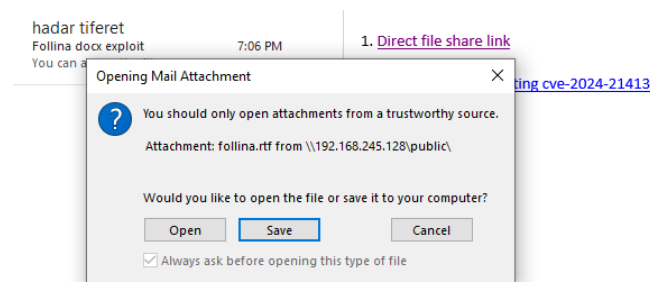 hadar tiferet
Follina docx exploit 7:06 PM
You can a
1. Direct file share link
ting cve-2024-21413
Opening Mail Attachment
You should only open attachments from a trustworthy source.
Attachment: follina.rtf from \\192.168.245.128\public\
Would you like to open the file or save it to your computer?
Open Save Cancel
Always ask before opening this type of file